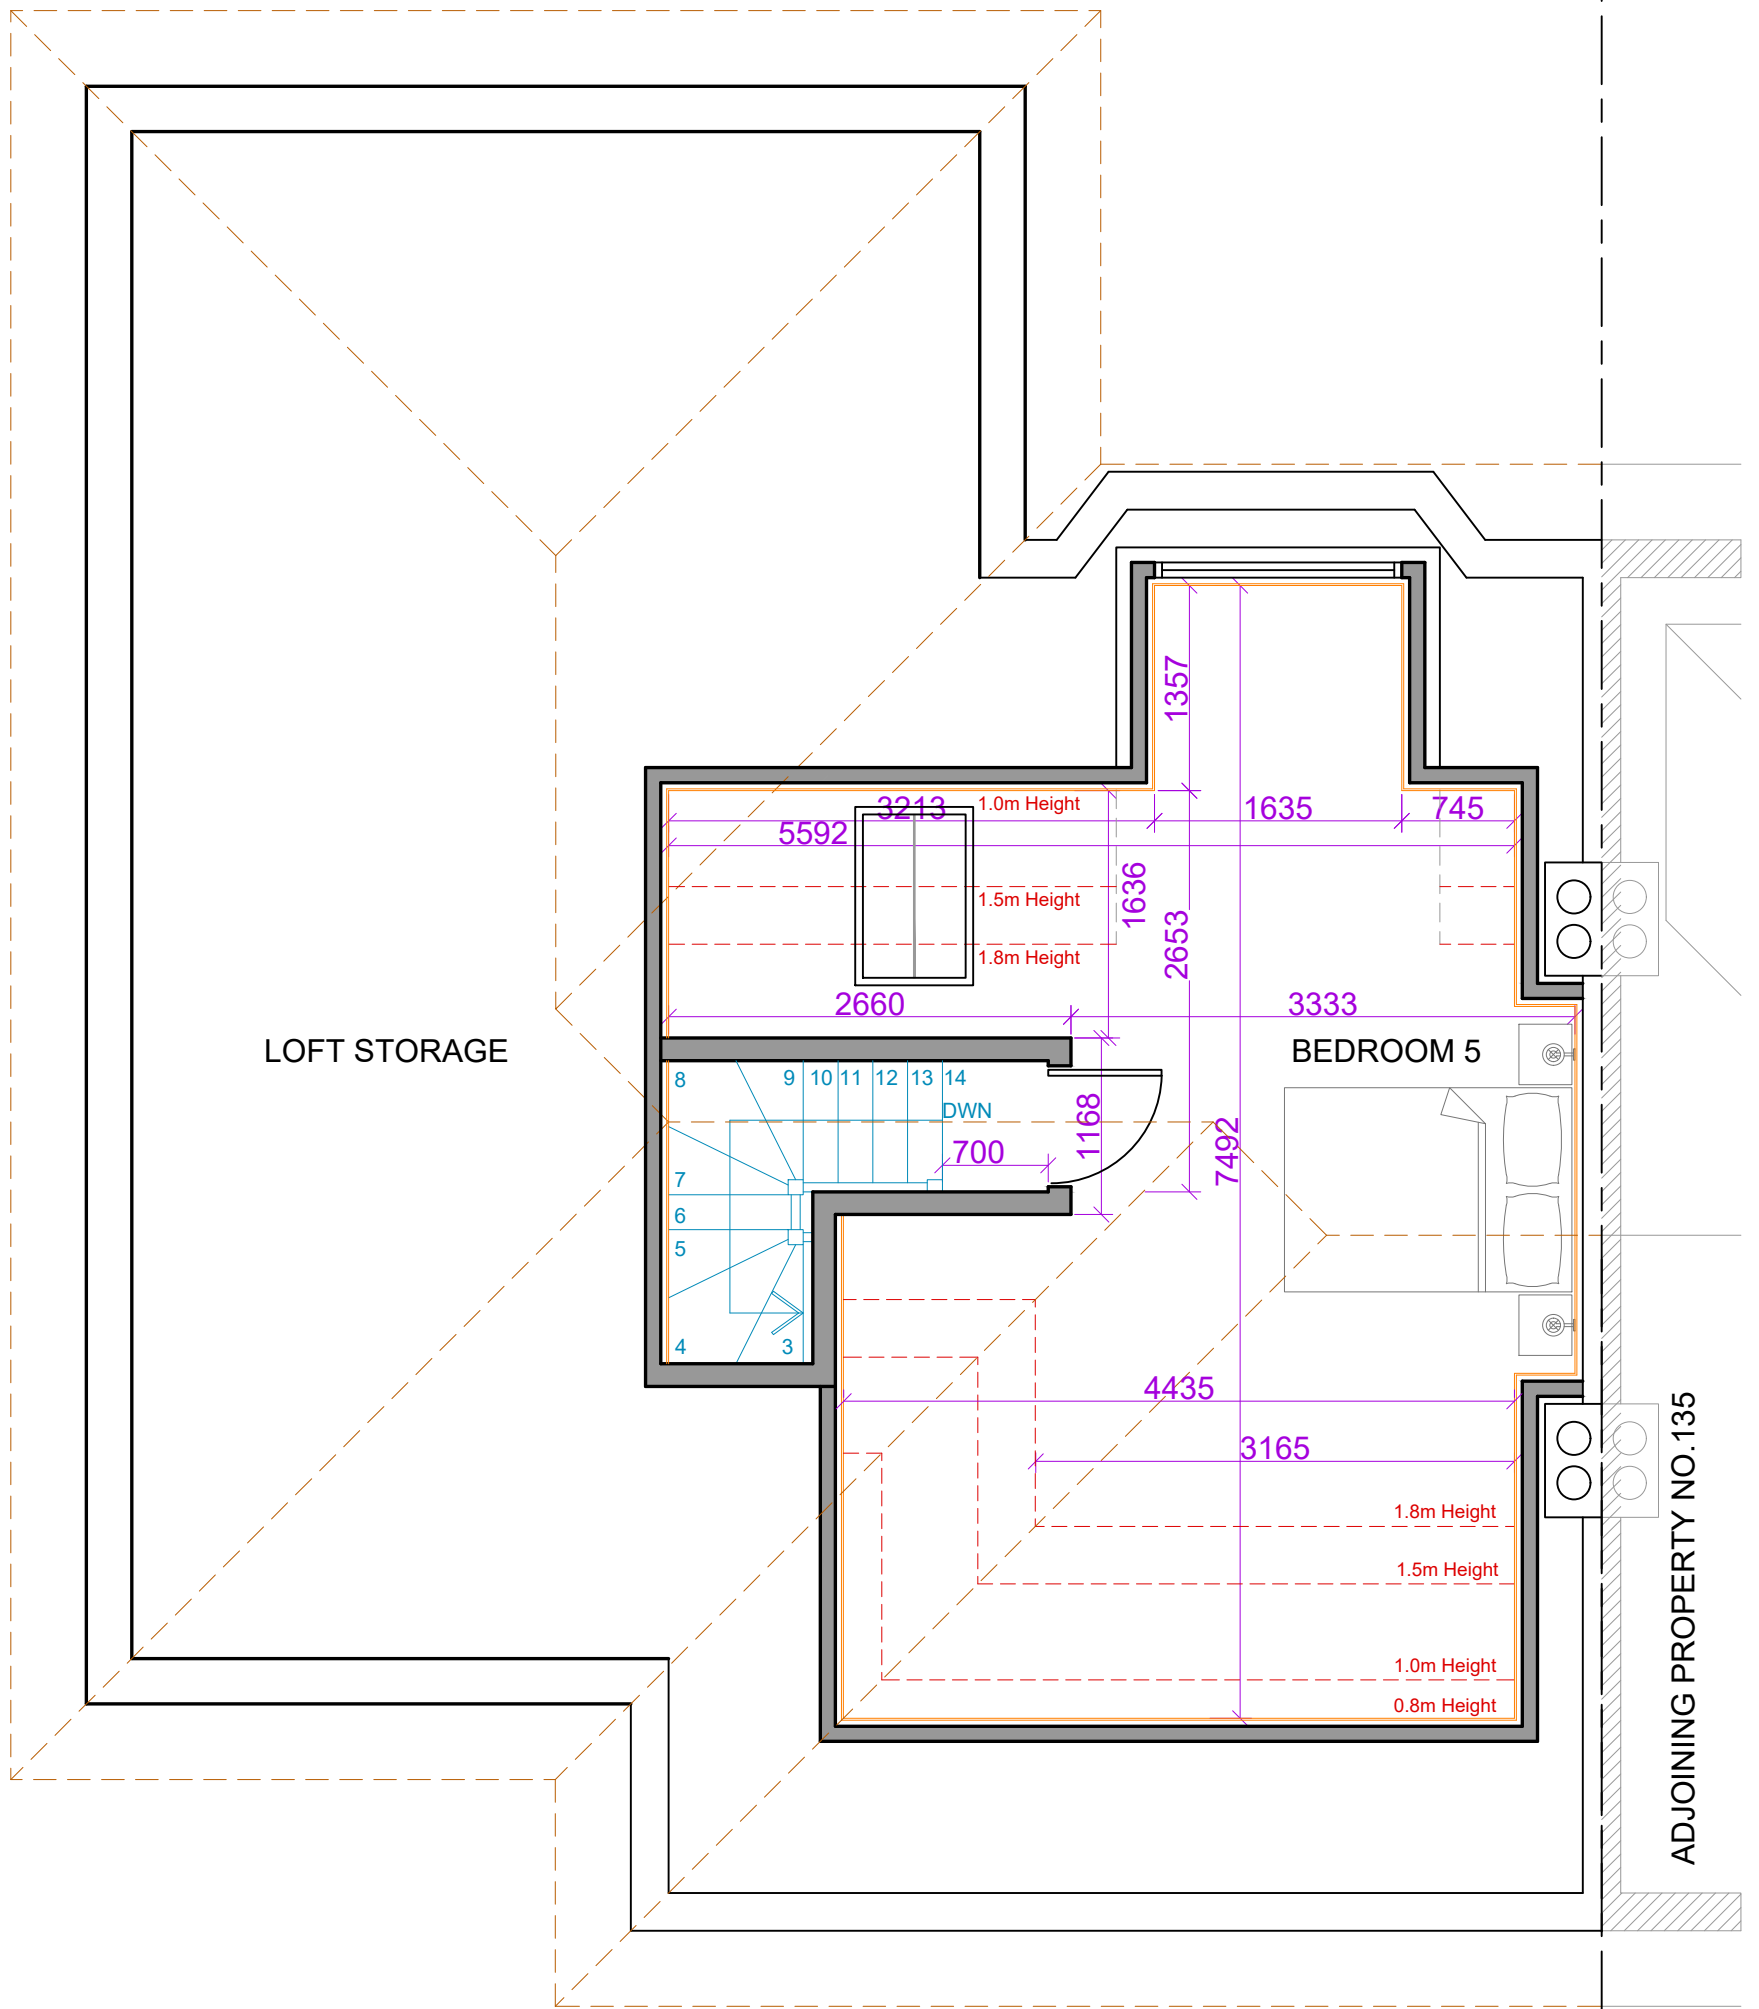 1357
3213
1.0m Height
1635
745
5592
1636
1.5m Height
2653
1.8m Height
2660
3333
LOFT STORAGE
BEDROOM 5
8
9
10
11
12
13
14
DWN
1168
700
7492
7
6
5
4
3
4435
3165
1.8m Height
1.5m Height
1.0m Height
0.8m Height
ADJOINING PROPERTY NO.135